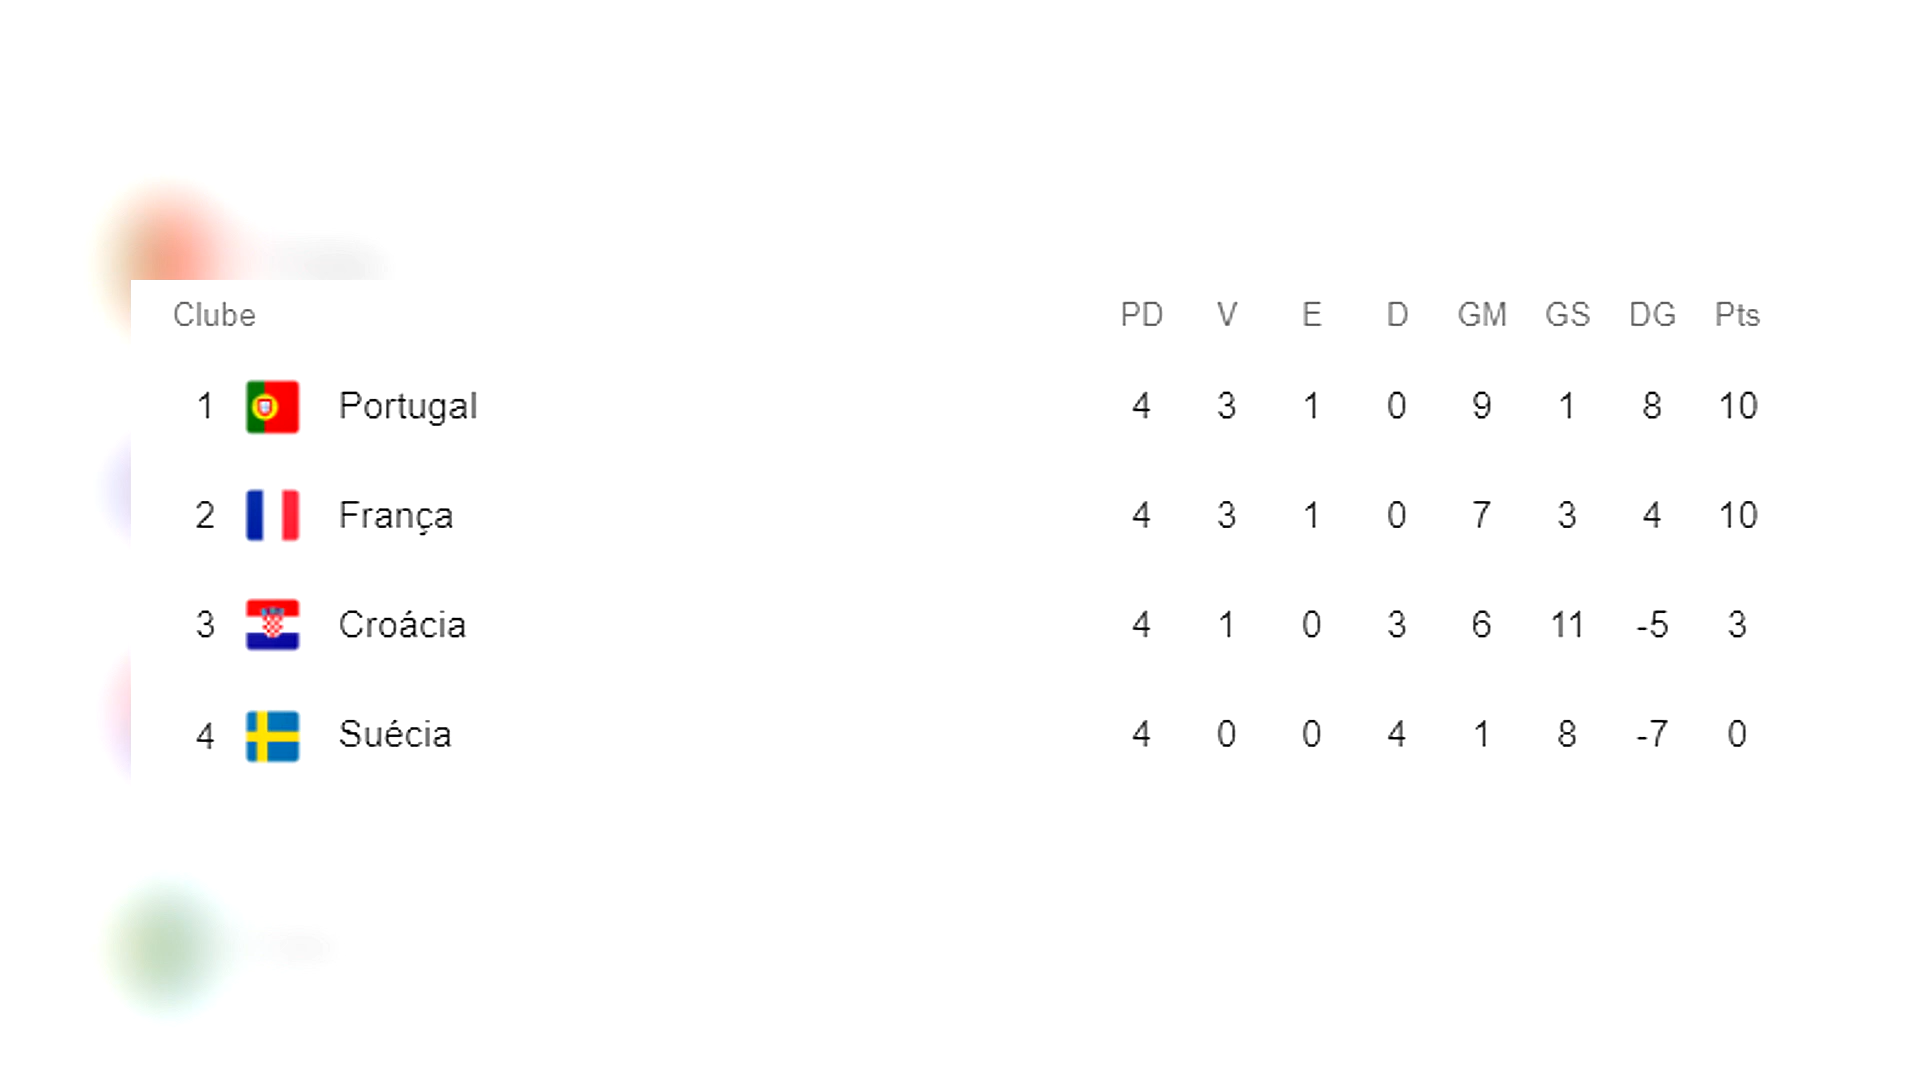 Clube PD V E D GM GS DG Pts
1 Portugal 4 3 1 0 9 1 8 10
2 França 4 3 1 0 7 3 4 10
3 Croácia 4 1 0 3 6 11 -5 3
4 Suécia 4 0 0 4 1 8 -7 0